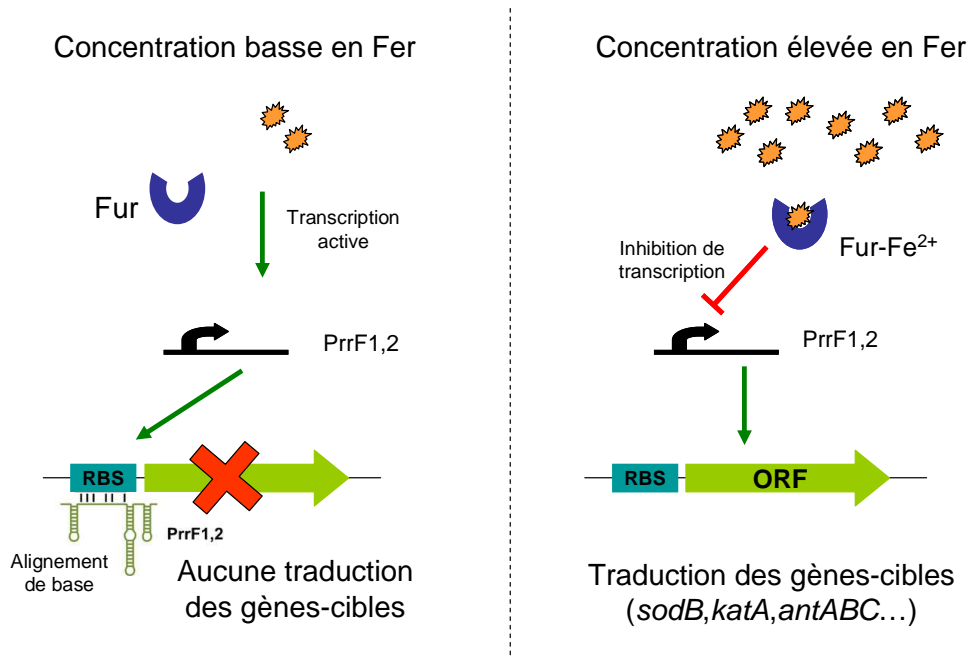 Concentration basse en Fer
Fur
Transcription
active
PrrF1,2
RBS
PrrF1,2
Alignement
de base
Aucune traduction
des gènes-cibles
Concentration élevée en Fer
Fur-Fe²⁺
Inhibition de
transcription
PrrF1,2
RBS
ORF
Traduction des gènes-cibles
(sodB,katA,antABC…)